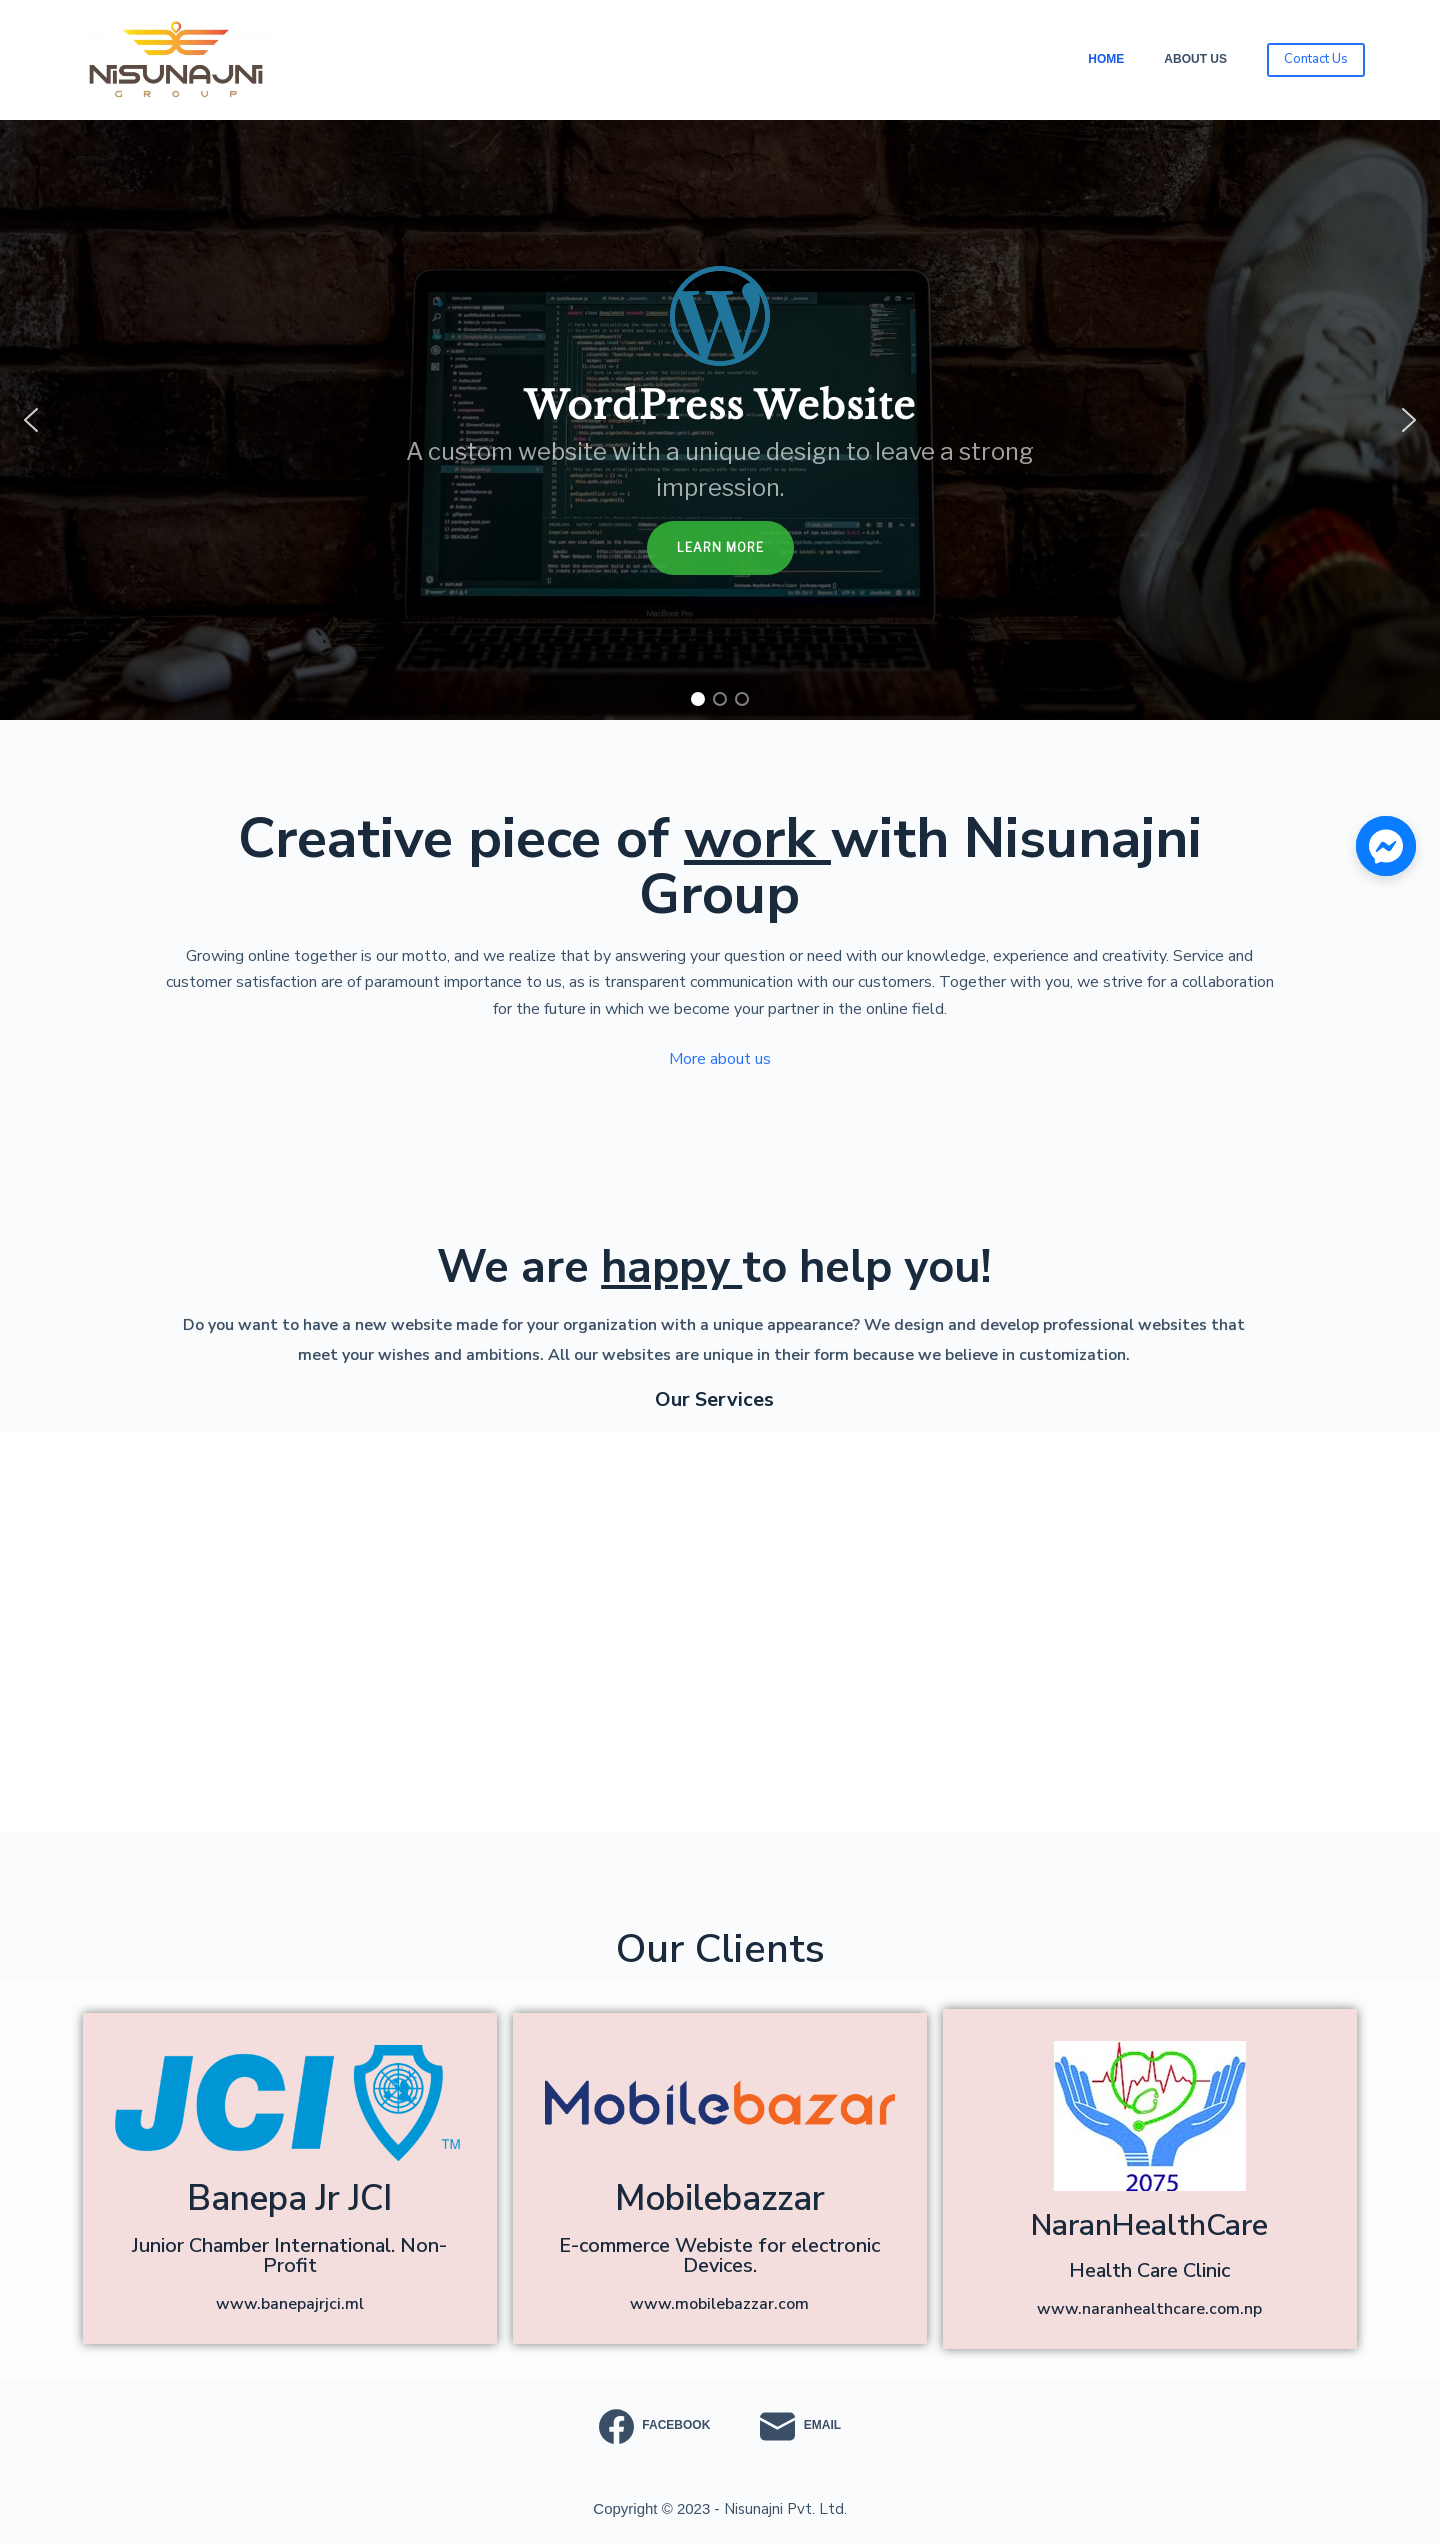 NISUNAJNI
GROUP
HOME
ABOUT US
Contact Us
WordPress Website
A custom website with a unique design to leave a strong
impression.
LEARN MORE
MacBook Pro
Creative piece of work with Nisunajni
Group
Growing online together is our motto, and we realize that by answering your question or need with our knowledge, experience and creativity. Service and
customer satisfaction are of paramount importance to us, as is transparent communication with our customers. Together with you, we strive for a collaboration
for the future in which we become your partner in the online field.
More about us
We are happy to help you!
Do you want to have a new website made for your organization with a unique appearance? We design and develop professional websites that
meet your wishes and ambitions. All our websites are unique in their form because we believe in customization.
Our Services
Our Clients
JCI TM
Banepa Jr JCI
Junior Chamber International. Non-
Profit
www.banepajrjci.ml
Mobilebazar
Mobilebazzar
E-commerce Webiste for electronic
Devices.
www.mobilebazzar.com
2075
NaranHealthCare
Health Care Clinic
www.naranhealthcare.com.np
FACEBOOK
EMAIL
Copyright © 2023 - Nisunajni Pvt. Ltd.